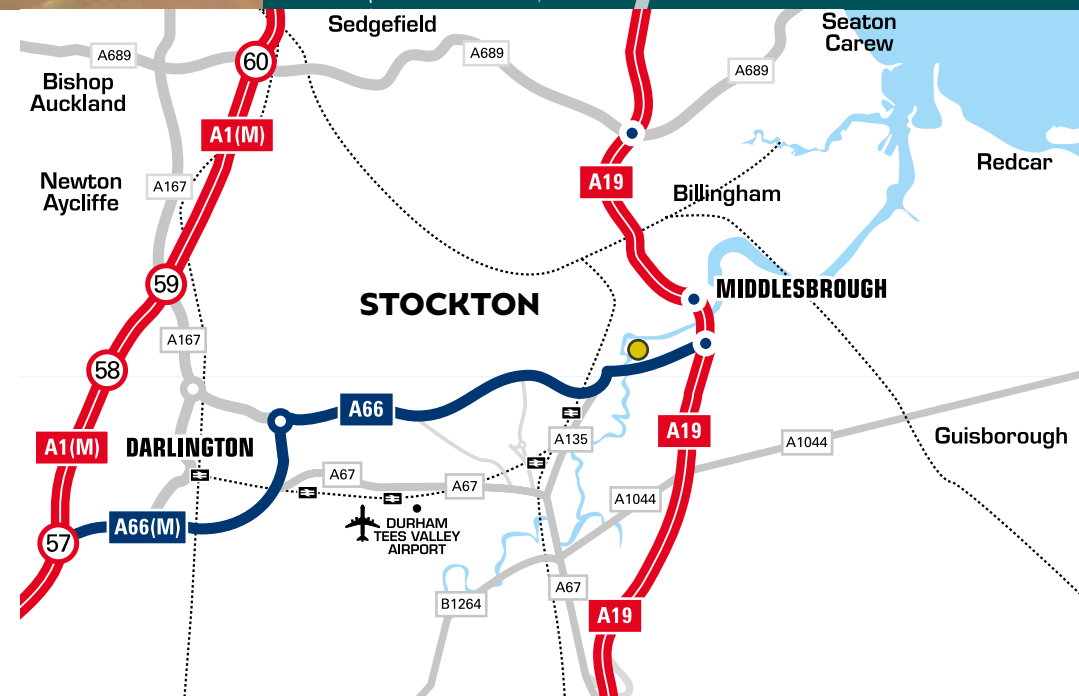 Sedgefield
Seaton
Carew
A689
60
A689
A689
Bishop
Auckland
A1(M)
Redcar
Newton
Aycliffe
A167
A19
Billingham
59
MIDDLESBROUGH
STOCKTON
A167
58
A66
A1(M)
DARLINGTON
A19
A135
A1044
Guisborough
A67
A67
A1044
A66(M)
DURHAM
TEES VALLEY
AIRPORT
57
A67
B1264
A19